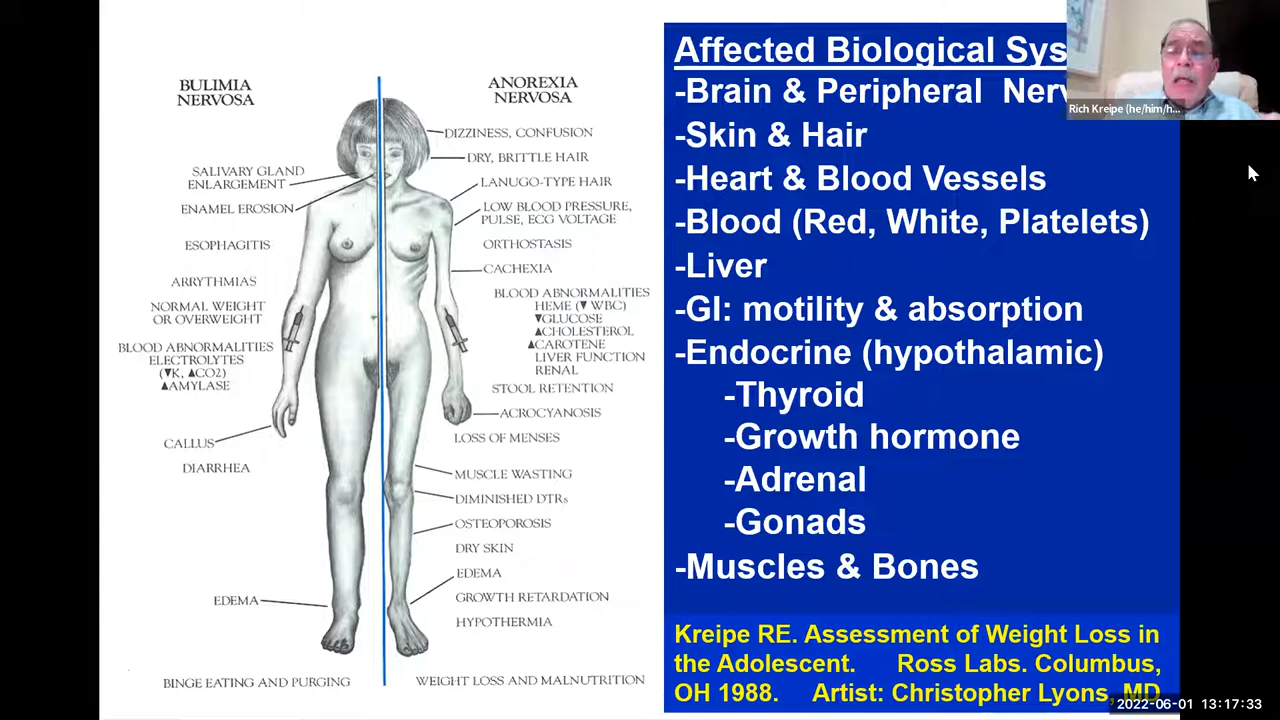 BULIMIA
NERVOSA
SALIVARY GLAND
ENLARGEMENT
ENAMEL EROSION
ESOPHAGITIS
ARRYTHMIAS
NORMAL WEIGHT
OR OVERWEIGHT
BLOOD ABNORMALITIES
ELECTROLYTES
(▼K, ▲CO2)
▲AMYLASE
CALLUS
DIARRHEA
EDEMA
BINGE EATING AND PURGING
ANOREXIA
NERVOSA
DIZZINESS, CONFUSION
DRY, BRITTLE HAIR
LANUGO-TYPE HAIR
LOW BLOOD PRESSURE,
PULSE, ECG VOLTAGE
ORTHOSTASIS
CACHEXIA
BLOOD ABNORMALITIES
HEME (▼ WBC)
▼GLUCOSE
▲CHOLESTEROL
▲CAROTENE
LIVER FUNCTION
RENAL
STOOL RETENTION
ACROCYANOSIS
LOSS OF MENSES
MUSCLE WASTING
DIMINISHED DTRs
OSTEOPOROSIS
DRY SKIN
EDEMA
GROWTH RETARDATION
HYPOTHERMIA
WEIGHT LOSS AND MALNUTRITION
Affected Biological Sys
-Brain & Peripheral Nerv
-Skin & Hair
-Heart & Blood Vessels
-Blood (Red, White, Platelets)
-Liver
-GI: motility & absorption
-Endocrine (hypothalamic)
-Thyroid
-Growth hormone
-Adrenal
-Gonads
-Muscles & Bones
Kreipe RE. Assessment of Weight Loss in
the Adolescent. Ross Labs. Columbus,
OH 1988. Artist: Christopher Lyons, MD
Rich Kreipe (he/him/h...
2022-06-01 13:17:33